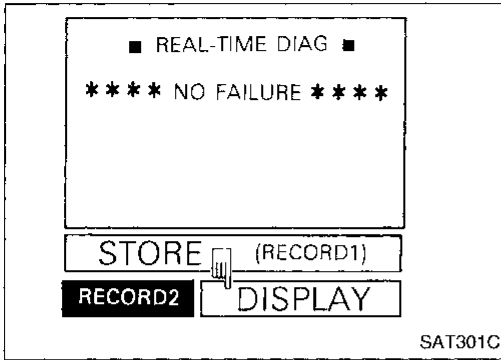 ■ REAL-TIME DIAG ■
**** NO FAILURE ****
STORE (RECORD1)
RECORD2 DISPLAY
SAT301C